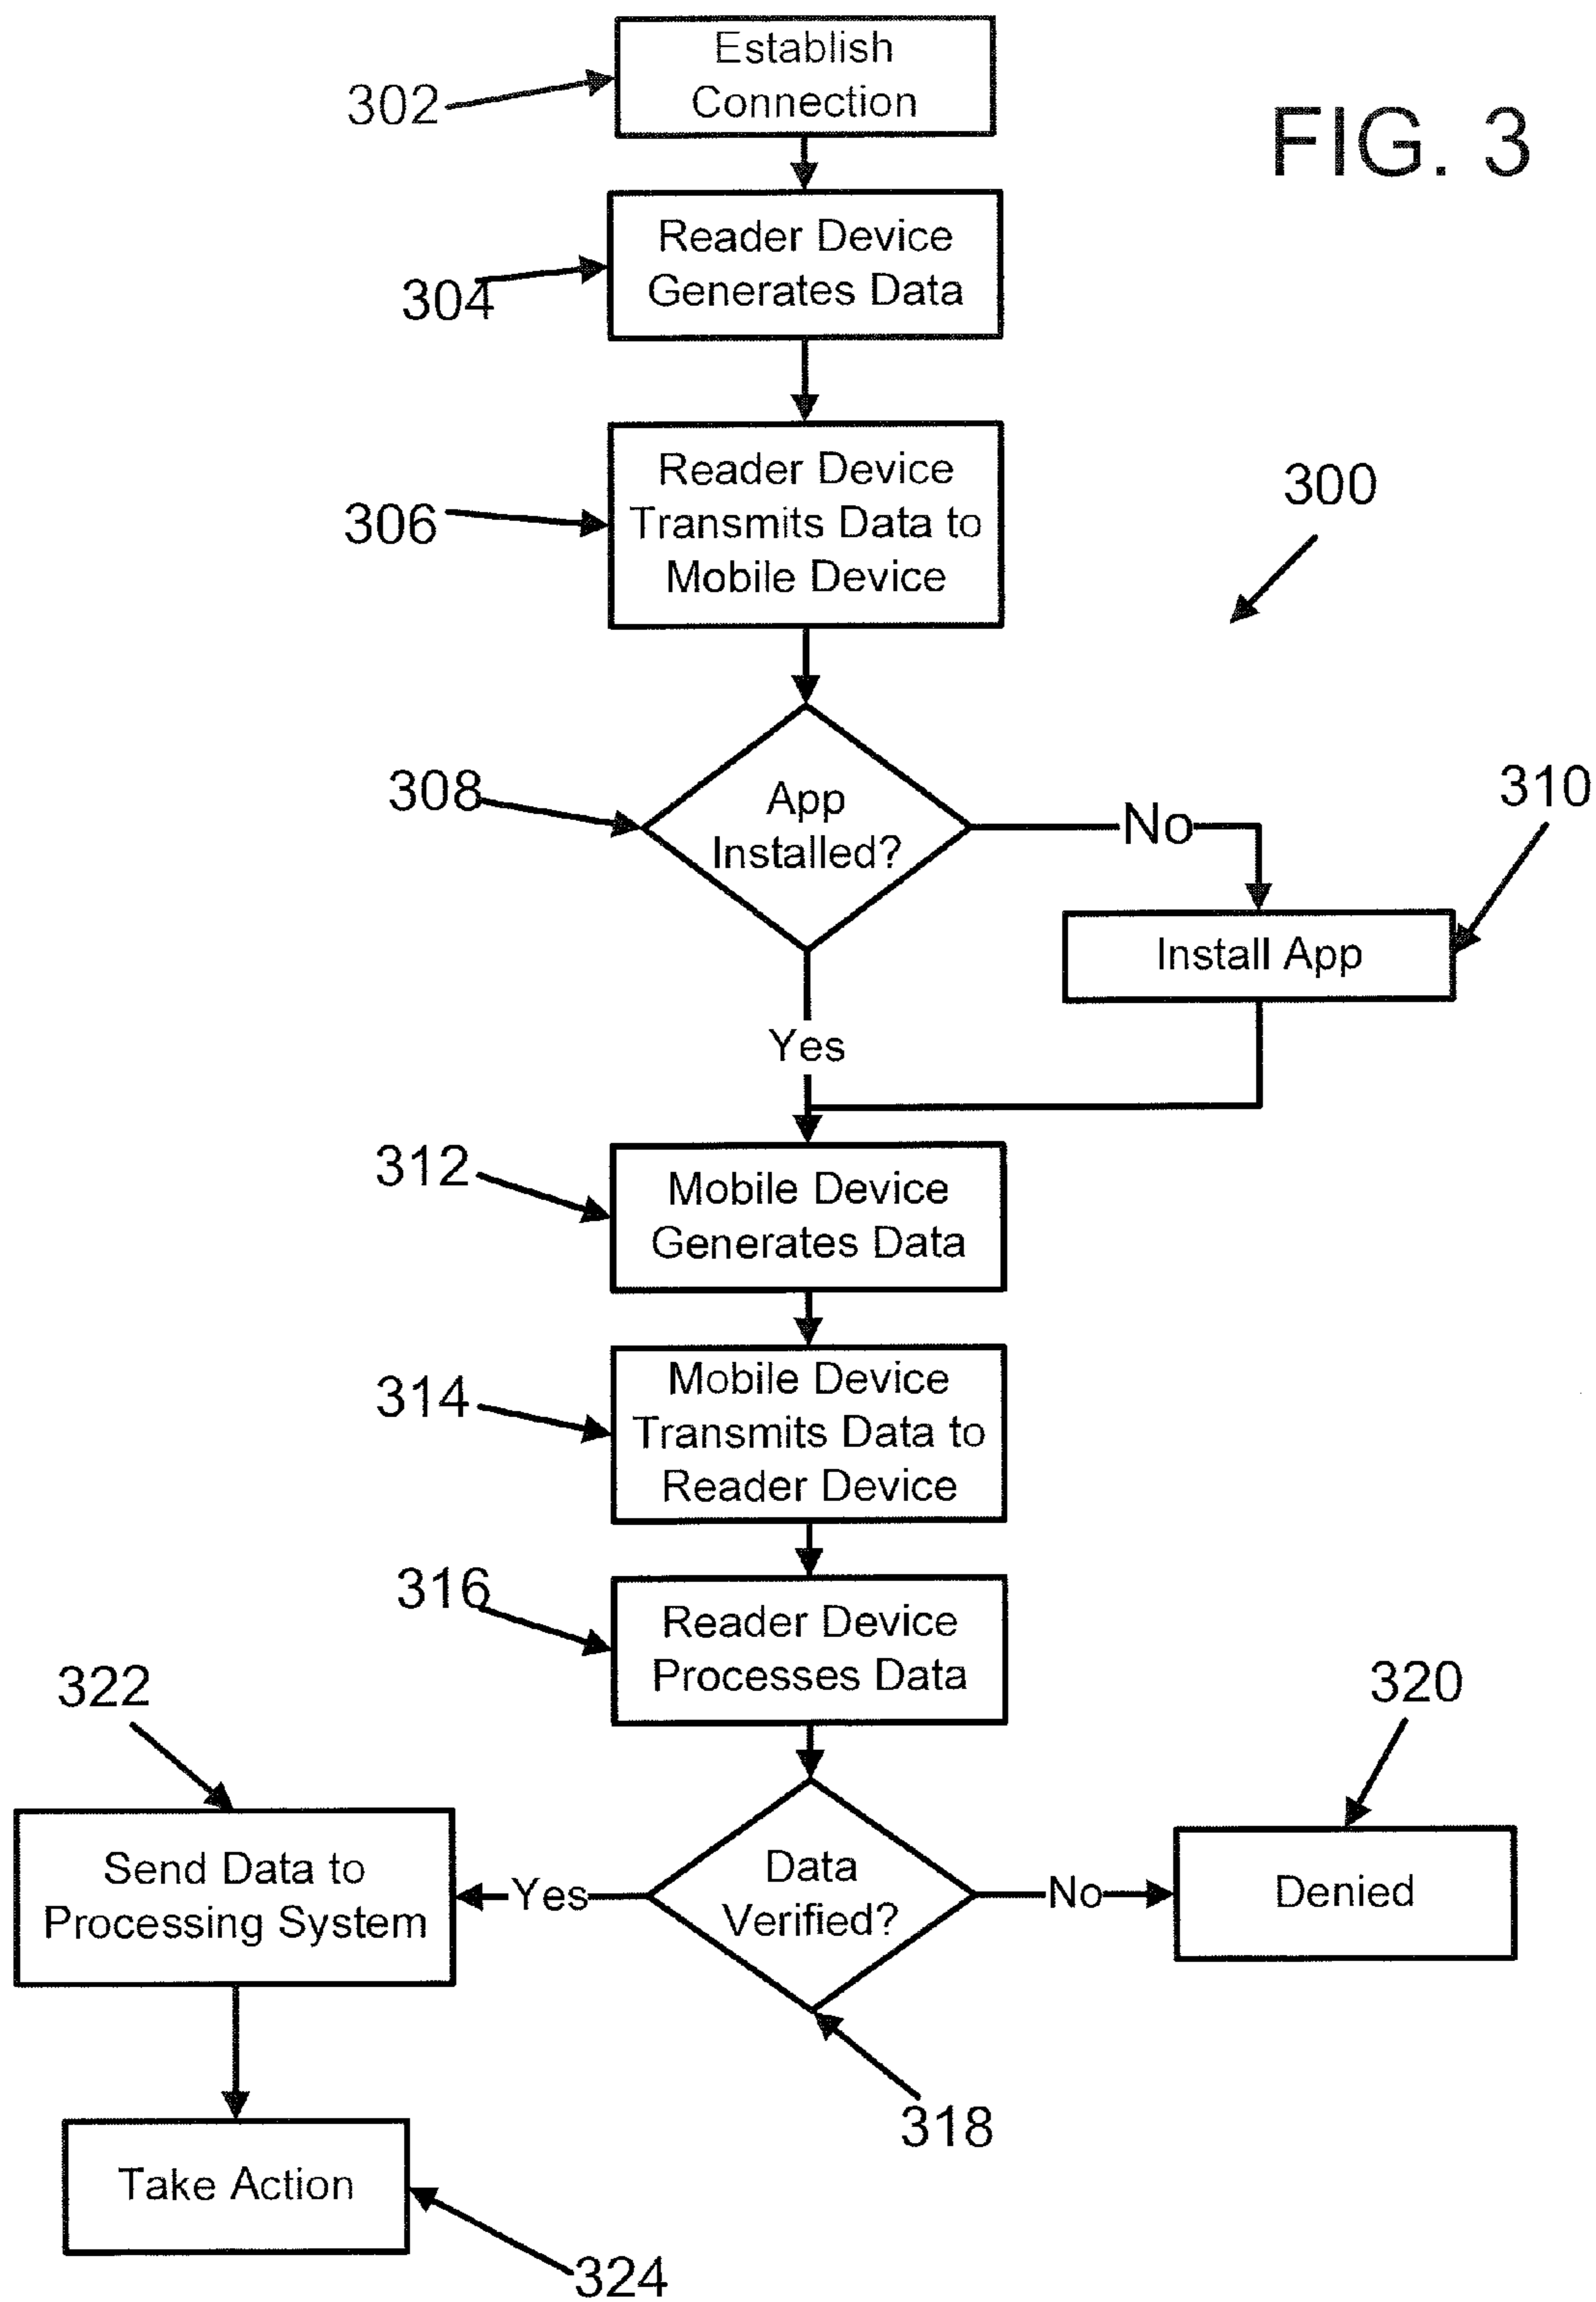 Establish
Connection
302
FIG. 3
Reader Device
Generates Data
304
Reader Device
Transmits Data to
Mobile Device
306
300
App
Installed?
308
No
310
Install App
Yes
312
Mobile Device
Generates Data
314
Mobile Device
Transmits Data to
Reader Device
316
Reader Device
Processes Data
322
320
Send Data to
Processing System
Yes
Data
Verified?
No
Denied
318
Take Action
324